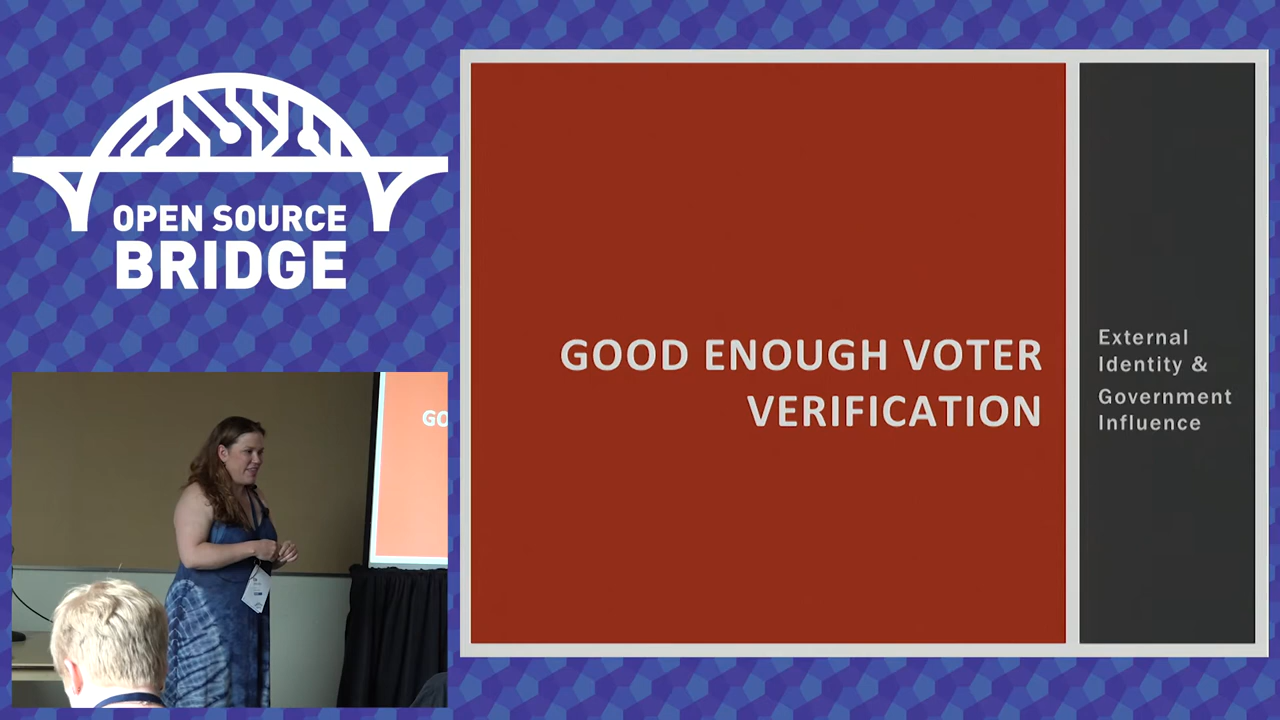 OPEN SOURCE
BRIDGE
GOOD ENOUGH VOTER
VERIFICATION
External
Identity &
Government
Influence
GO